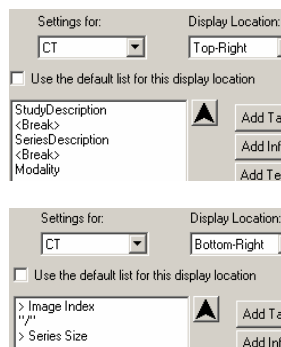 Settings for: Display Location:
CT Top-Right
Use the default list for this display location
StudyDescription
<Break>
SeriesDescription
<Break>
Modality
Add Ta
Add Inf
Add Te
Settings for: Display Location:
CT Bottom-Right
Use the default list for this display location
> Image Index
"/"
> Series Size
Add Ta
Add Inf